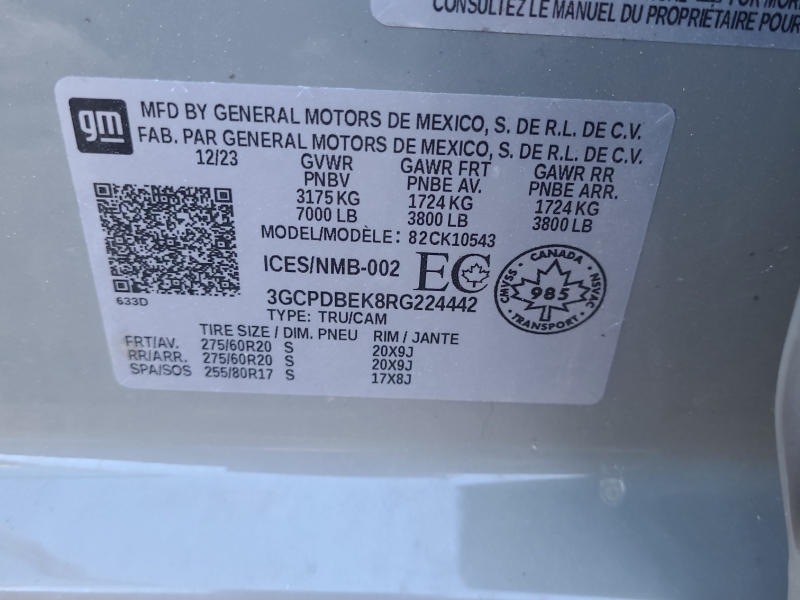 CONSULTEZ LE MANUEL DU PROPRIÉTAIRE POUR
gm
MFD BY GENERAL MOTORS DE MEXICO, S. DE R.L. DE C.V.
FAB. PAR GENERAL MOTORS DE MEXICO, S. DE R.L. DE C.V.
12/23 GVWR GAWR FRT GAWR RR
PNBV PNBE AV. PNBE ARR.
3175 KG 1724 KG 1724 KG
7000 LB 3800 LB 3800 LB
MODEL/MODÈLE: 82CK10543
ICES/NMB-002 EC
CANADA
CMVSS 985 NSVAC
TRANSPORT
633D
3GCPDBEK8RG224442
TYPE: TRU/CAM
TIRE SIZE / DIM. PNEU RIM / JANTE
FRT/AV. 275/60R20 S 20X9J
RR/ARR. 275/60R20 S 20X9J
SPA/SOS 255/80R17 S 17X8J